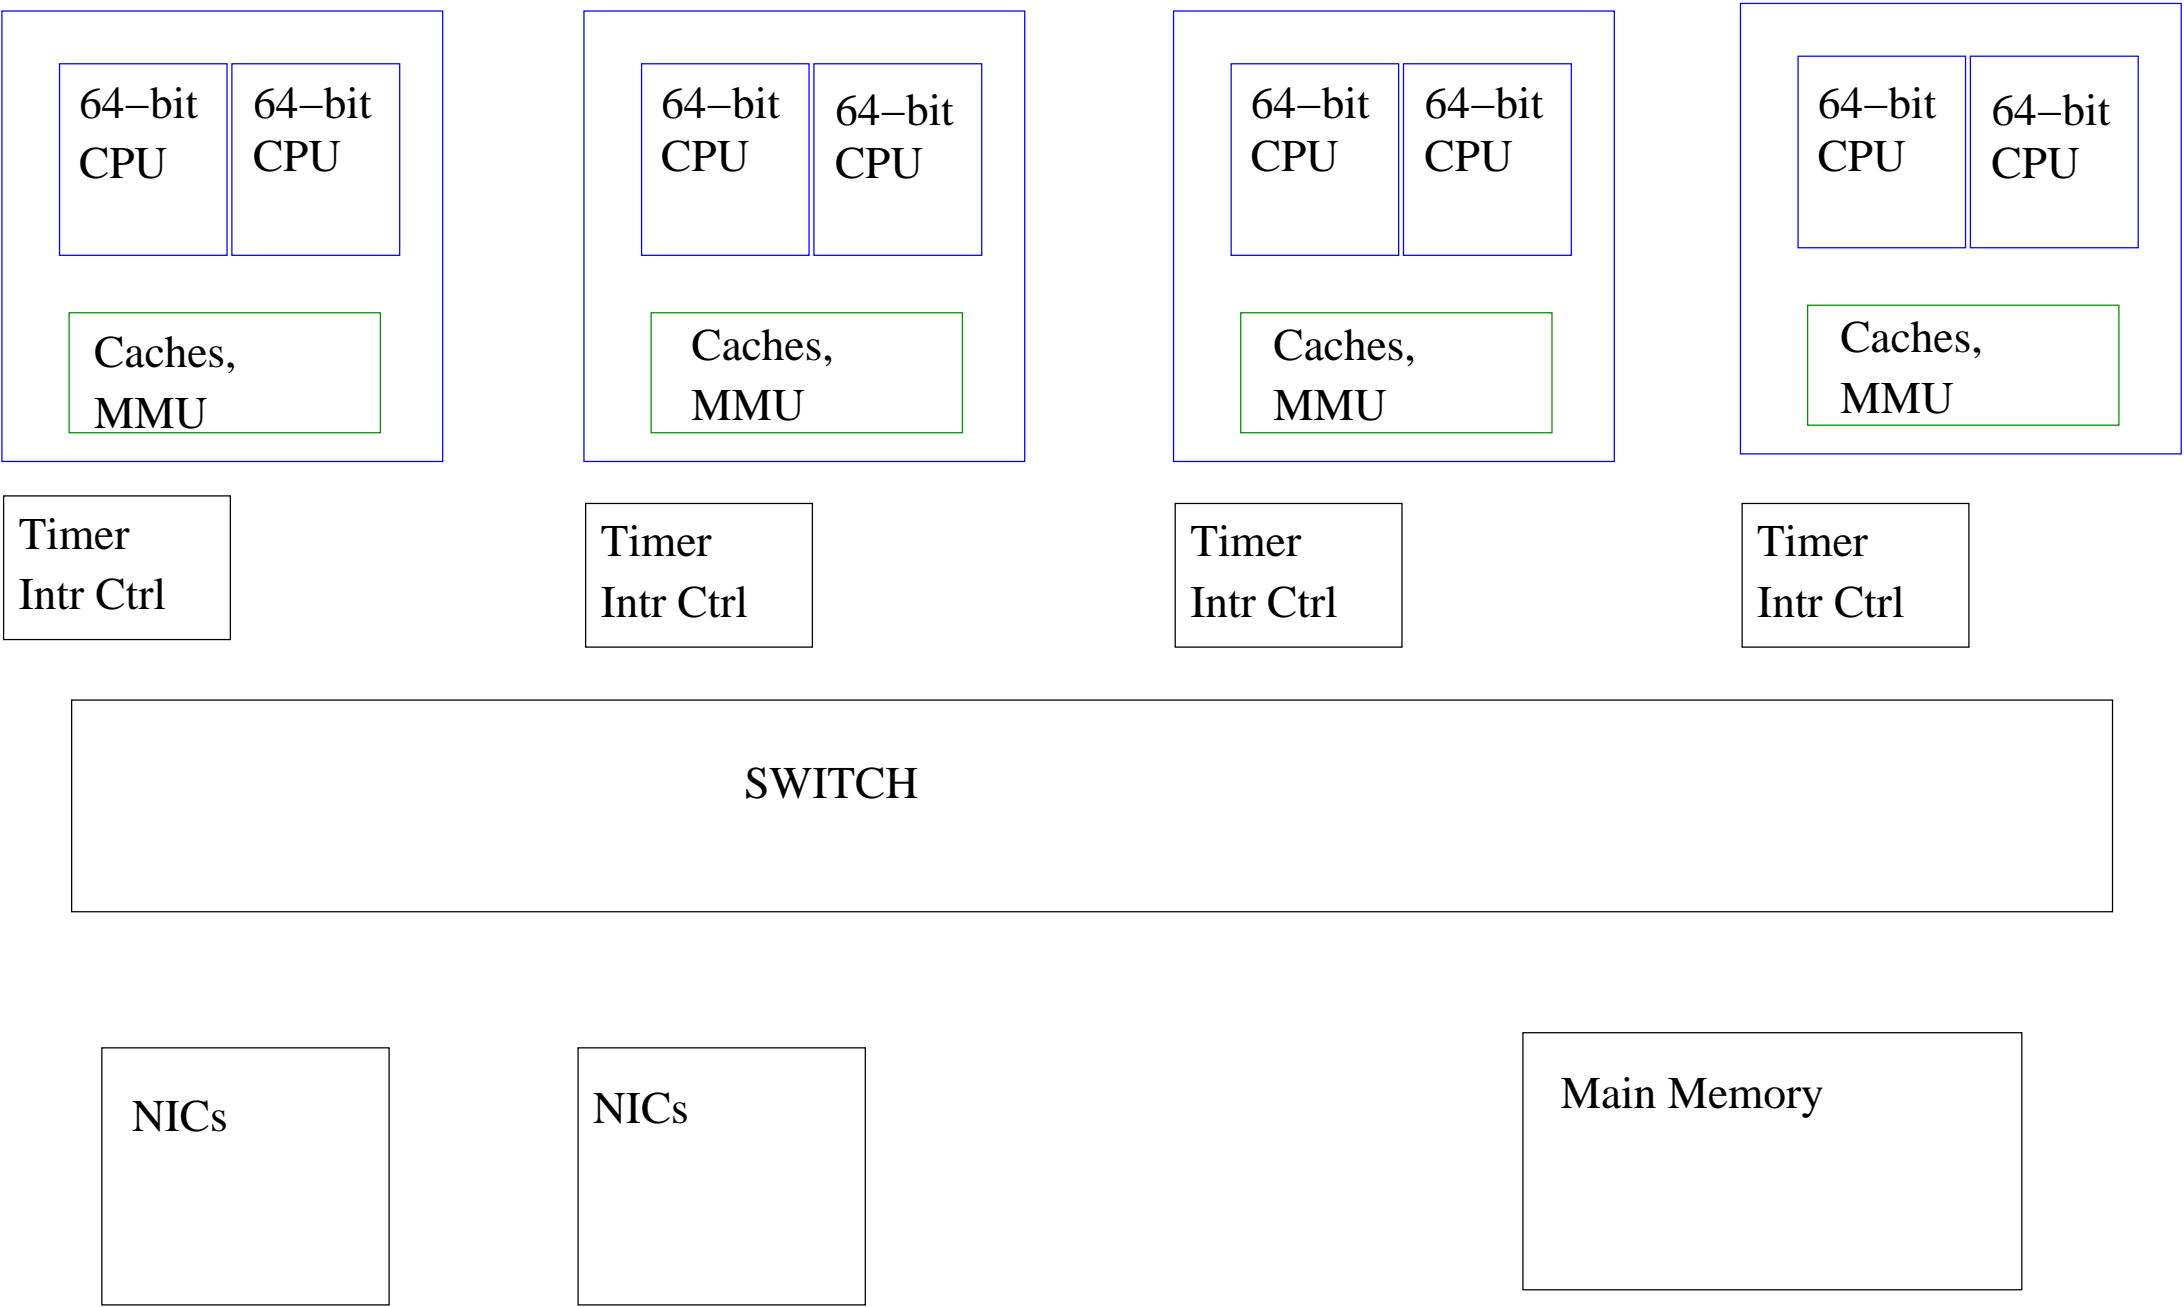 64−bit
CPU
64−bit
CPU
64−bit
CPU
64−bit
CPU
64−bit
CPU
64−bit
CPU
64−bit
CPU
64−bit
CPU
Caches,
MMU
Caches,
MMU
Caches,
MMU
Caches,
MMU
Timer
Intr Ctrl
Timer
Intr Ctrl
Timer
Intr Ctrl
Timer
Intr Ctrl
SWITCH
NICs
NICs
Main Memory